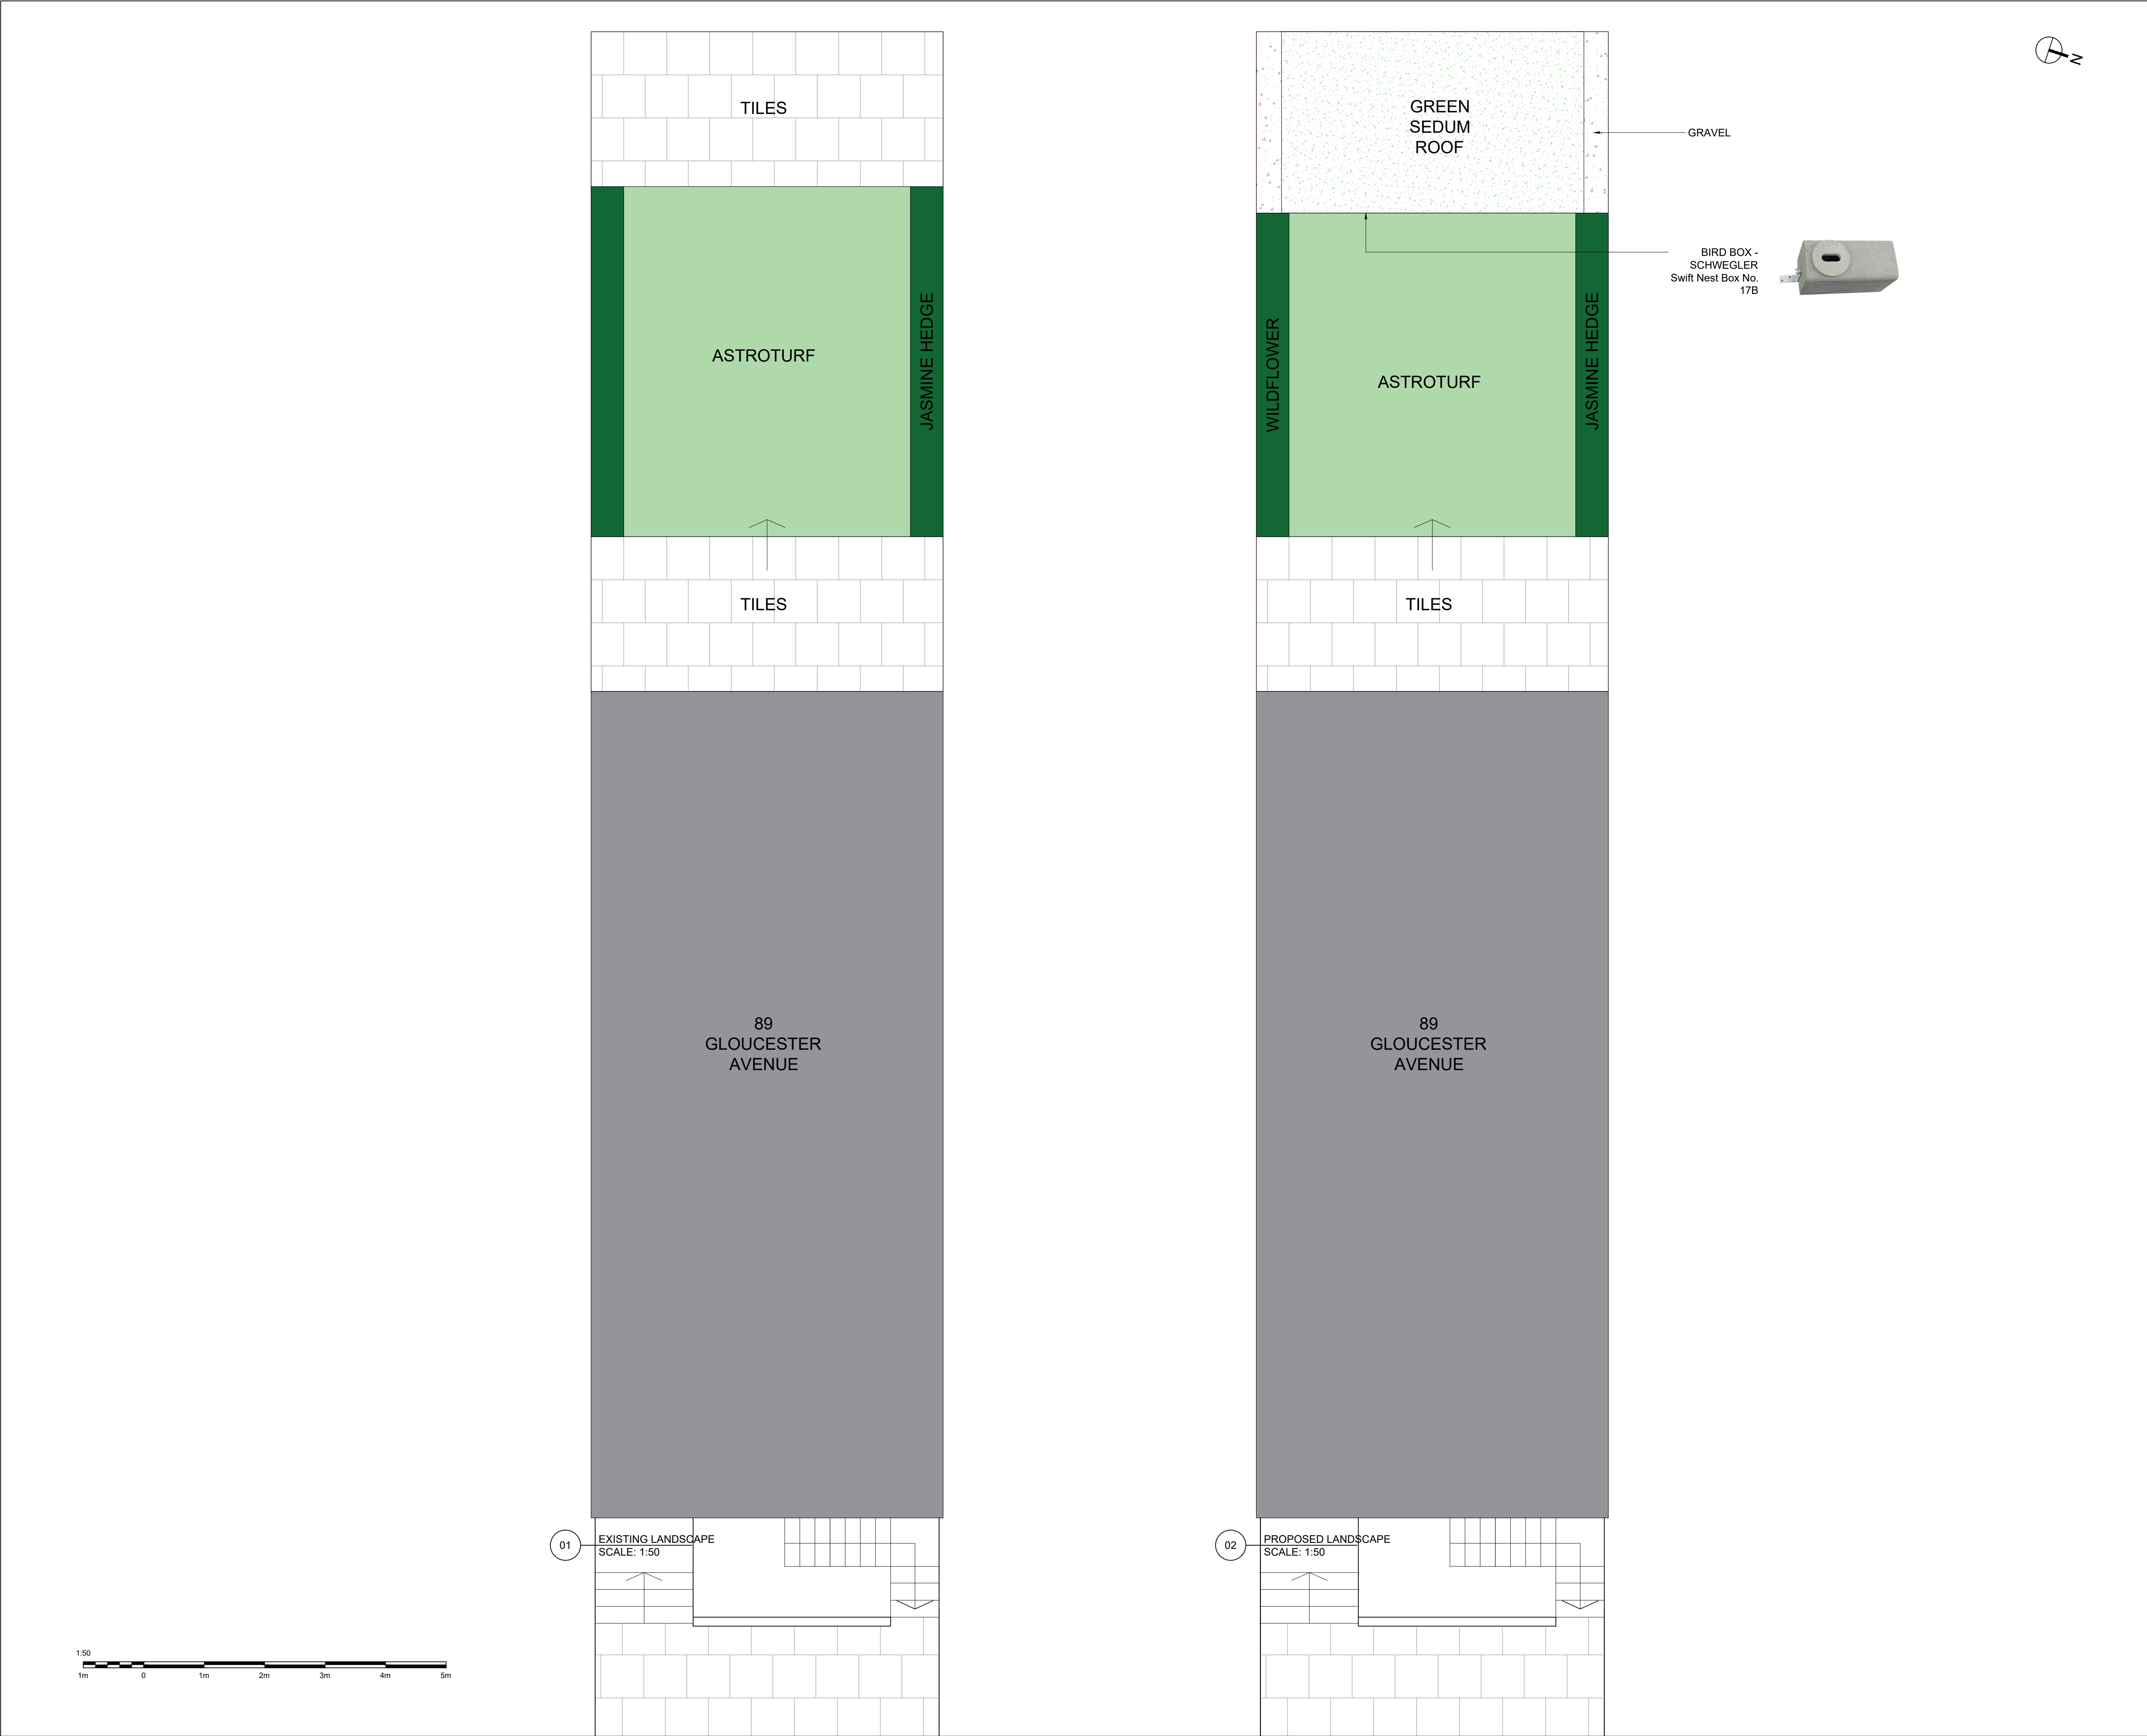 TILES
ASTROTURF
JASMINE HEDGE
TILES
89
GLOUCESTER
AVENUE
01
EXISTING LANDSCAPE
SCALE: 1:50
GREEN
SEDUM
ROOF
GRAVEL
BIRD BOX -
SCHWEGLER
Swift Nest Box No.
17B
WILDFLOWER
ASTROTURF
JASMINE HEDGE
TILES
89
GLOUCESTER
AVENUE
02
PROPOSED LANDSCAPE
SCALE: 1:50
N
1:50
1m 0 1m 2m 3m 4m 5m